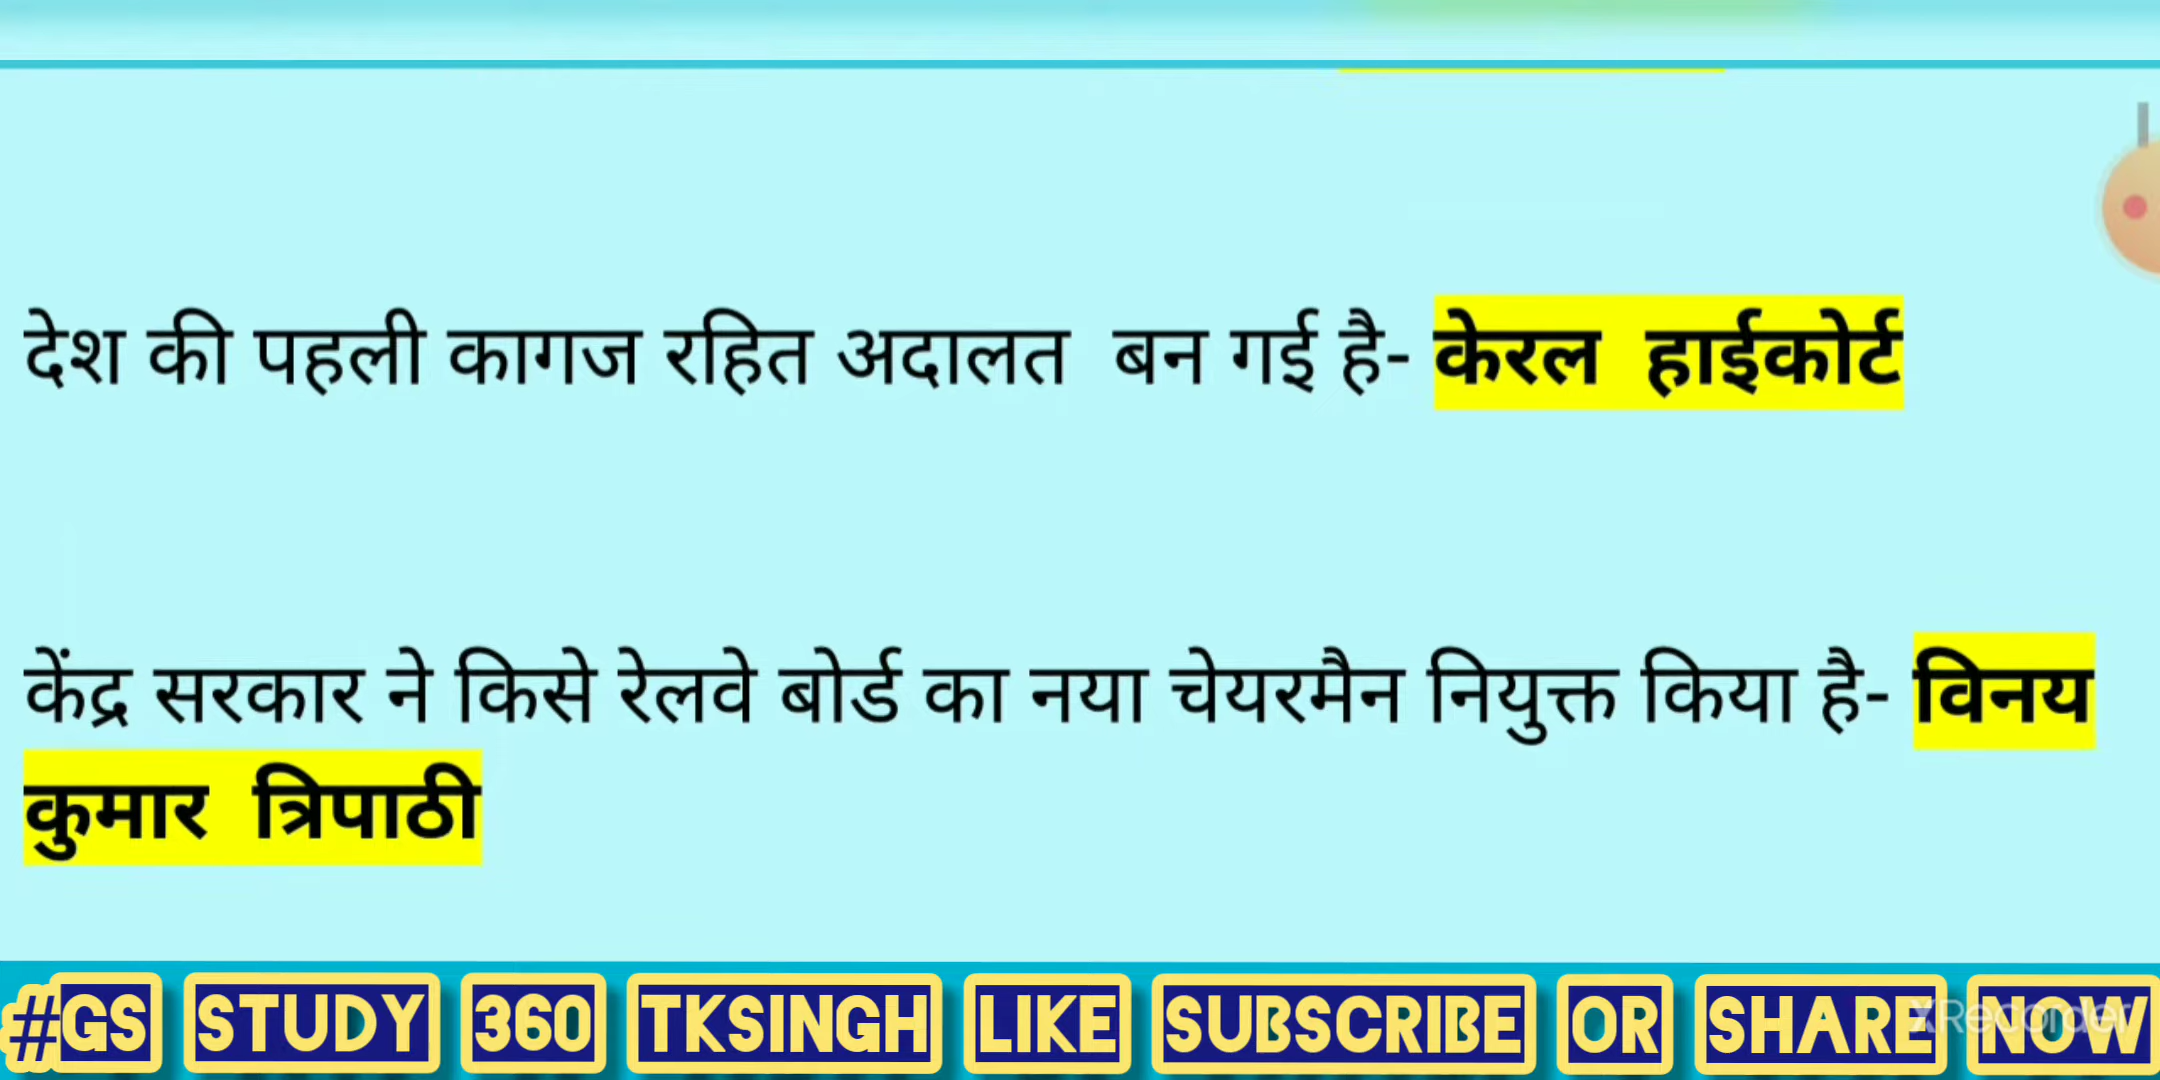 देश की पहली कागज रहित अदालत बन गई है- केरल हाईकोर्ट
केंद्र सरकार ने किसे रेलवे बोर्ड का नया चेयरमैन नियुक्त किया है- विनय
कुमार त्रिपाठी
#GS STUDY 360 TKSINGH LIKE SUBSCRIBE OR SHARE NOW
XRecorder